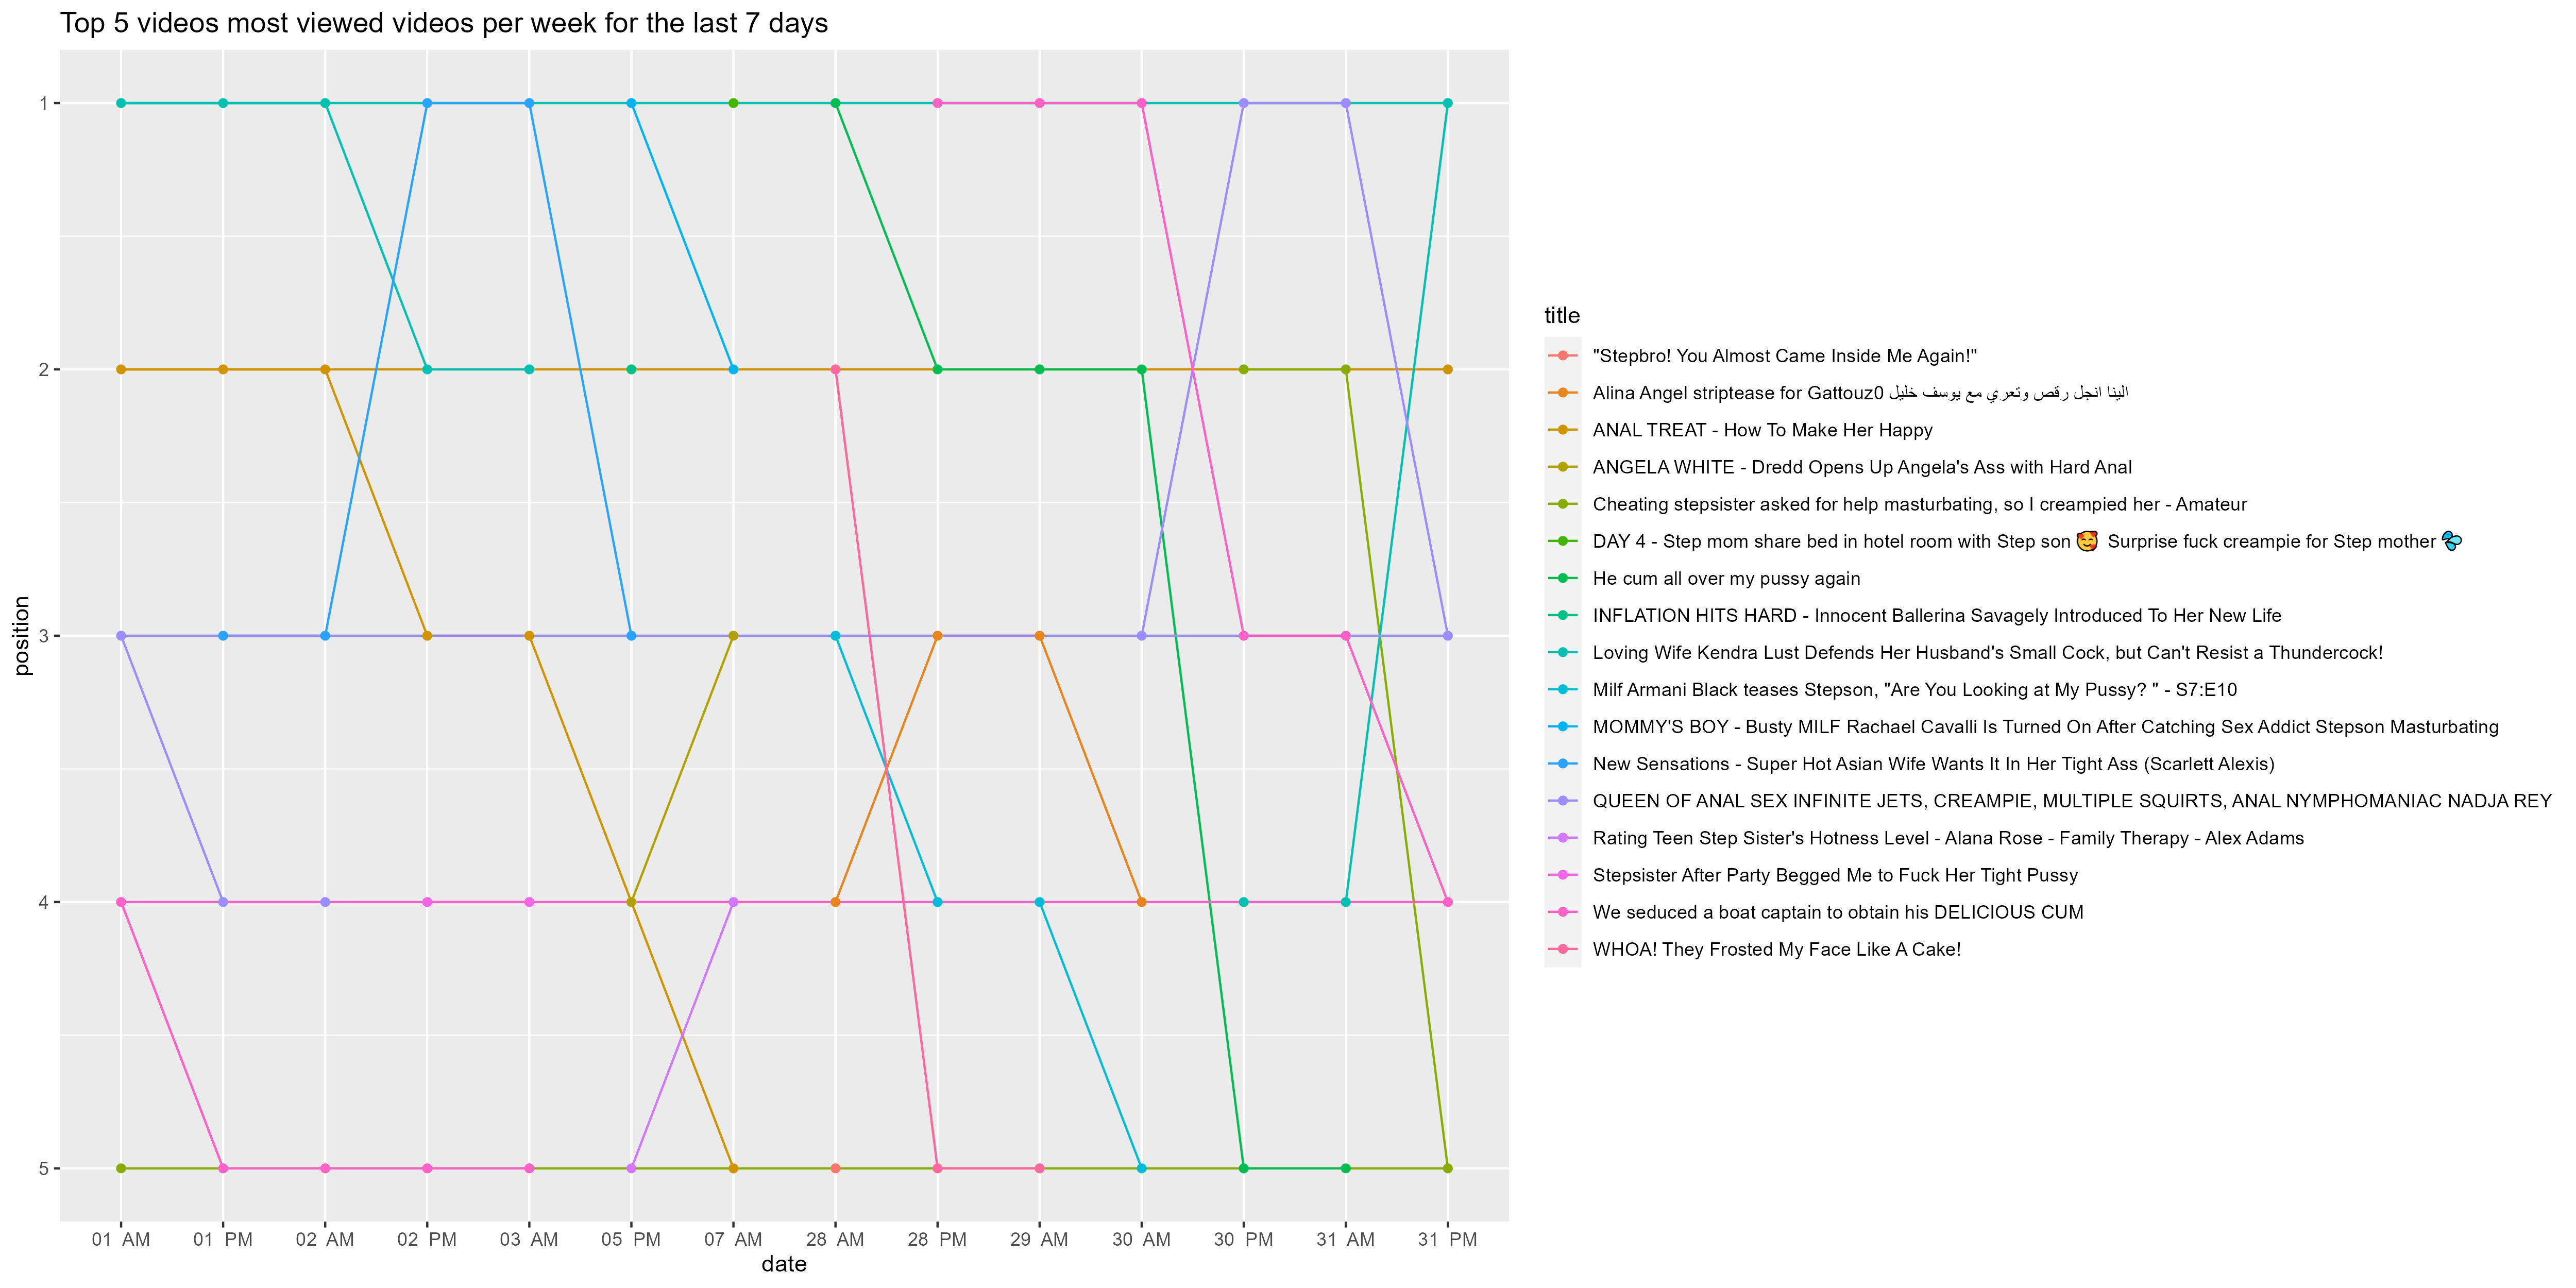 Top 5 videos most viewed videos per week for the last 7 days
position
1
2
3
4
5
01 AM 01 PM 02 AM 02 PM 03 AM 05 PM 07 AM 28 AM 28 PM 29 AM 30 AM 30 PM 31 AM 31 PM
date
title
"Stepbro! You Almost Came Inside Me Again!"
Alina Angel striptease for Gattouz0 الينا انجل رقص وتعري مع يوسف خليل
ANAL TREAT - How To Make Her Happy
ANGELA WHITE - Dredd Opens Up Angela's Ass with Hard Anal
Cheating stepsister asked for help masturbating, so I creampied her - Amateur
DAY 4 - Step mom share bed in hotel room with Step son 🥰 Surprise fuck creampie for Step mother 💦
He cum all over my pussy again
INFLATION HITS HARD - Innocent Ballerina Savagely Introduced To Her New Life
Loving Wife Kendra Lust Defends Her Husband's Small Cock, but Can't Resist a Thundercock!
Milf Armani Black teases Stepson, "Are You Looking at My Pussy? " - S7:E10
MOMMY'S BOY - Busty MILF Rachael Cavalli Is Turned On After Catching Sex Addict Stepson Masturbating
New Sensations - Super Hot Asian Wife Wants It In Her Tight Ass (Scarlett Alexis)
QUEEN OF ANAL SEX INFINITE JETS, CREAMPIE, MULTIPLE SQUIRTS, ANAL NYMPHOMANIAC NADJA REY
Rating Teen Step Sister's Hotness Level - Alana Rose - Family Therapy - Alex Adams
Stepsister After Party Begged Me to Fuck Her Tight Pussy
We seduced a boat captain to obtain his DELICIOUS CUM
WHOA! They Frosted My Face Like A Cake!